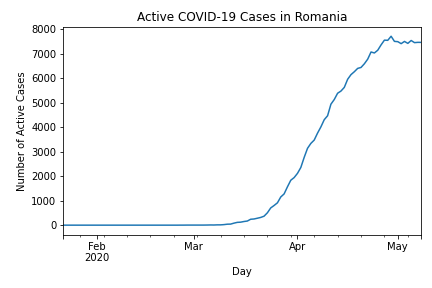 Active COVID-19 Cases in Romania
8000
7000
6000
5000
4000
3000
2000
1000
0
Number of Active Cases
Feb
2020
Mar
Apr
May
Day